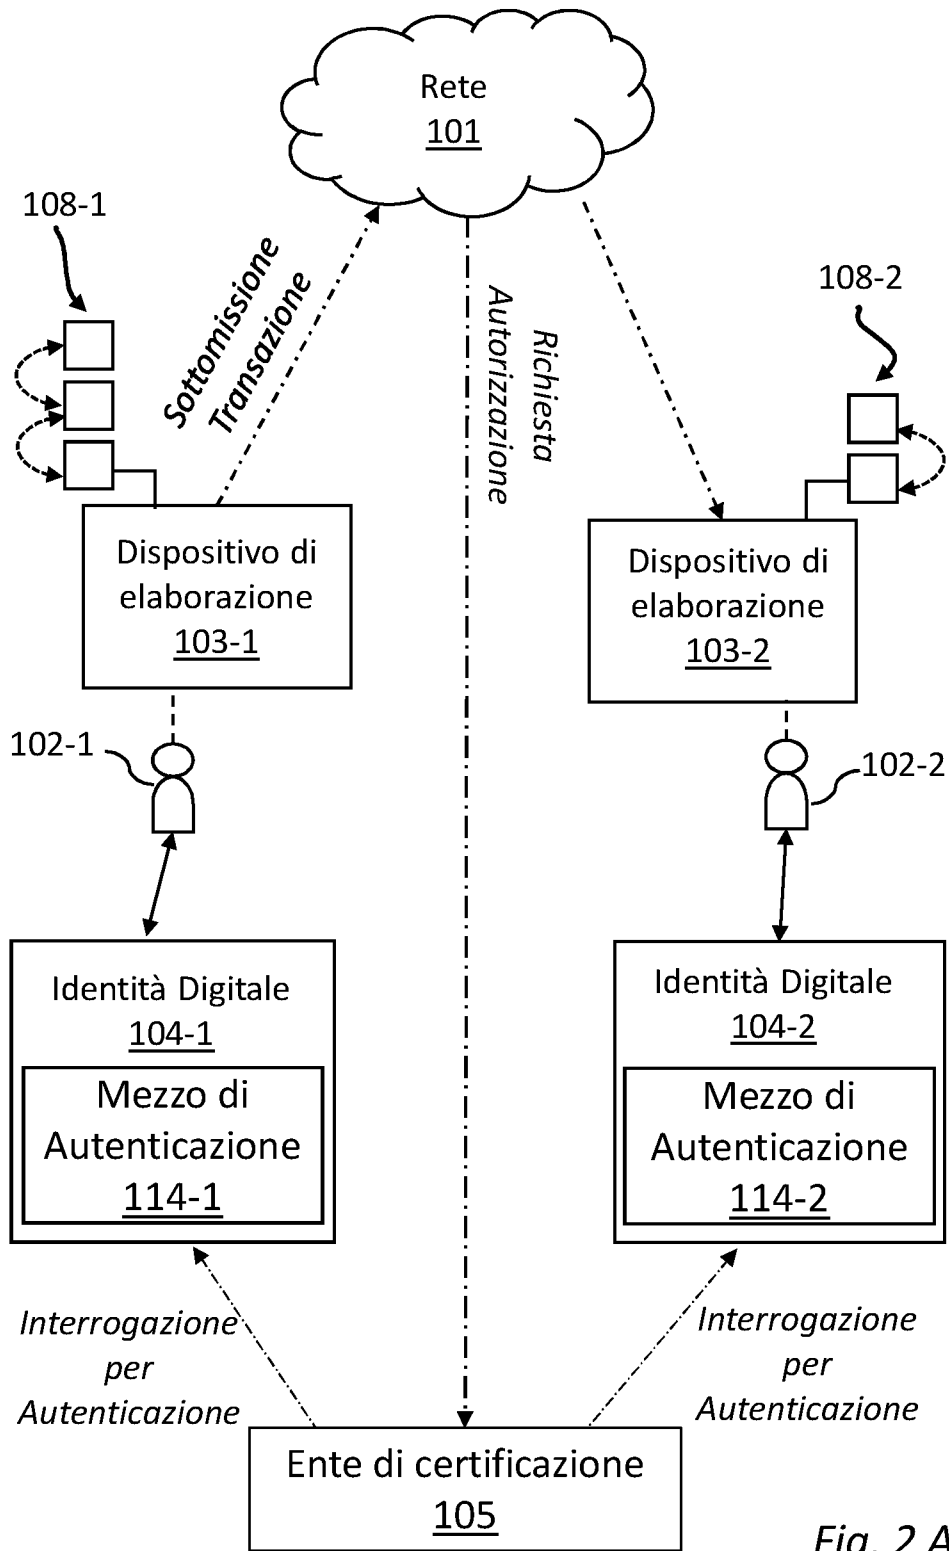 Rete
101
108-1
108-2
Sottomissione
Transazione
Richiesta
Autorizzazione
Dispositivo di
elaborazione
103-1
Dispositivo di
elaborazione
103-2
102-1
102-2
Identità Digitale
104-1
Mezzo di
Autenticazione
114-1
Identità Digitale
104-2
Mezzo di
Autenticazione
114-2
Interrogazione
per
Autenticazione
Interrogazione
per
Autenticazione
Ente di certificazione
105
Fig. 2 A